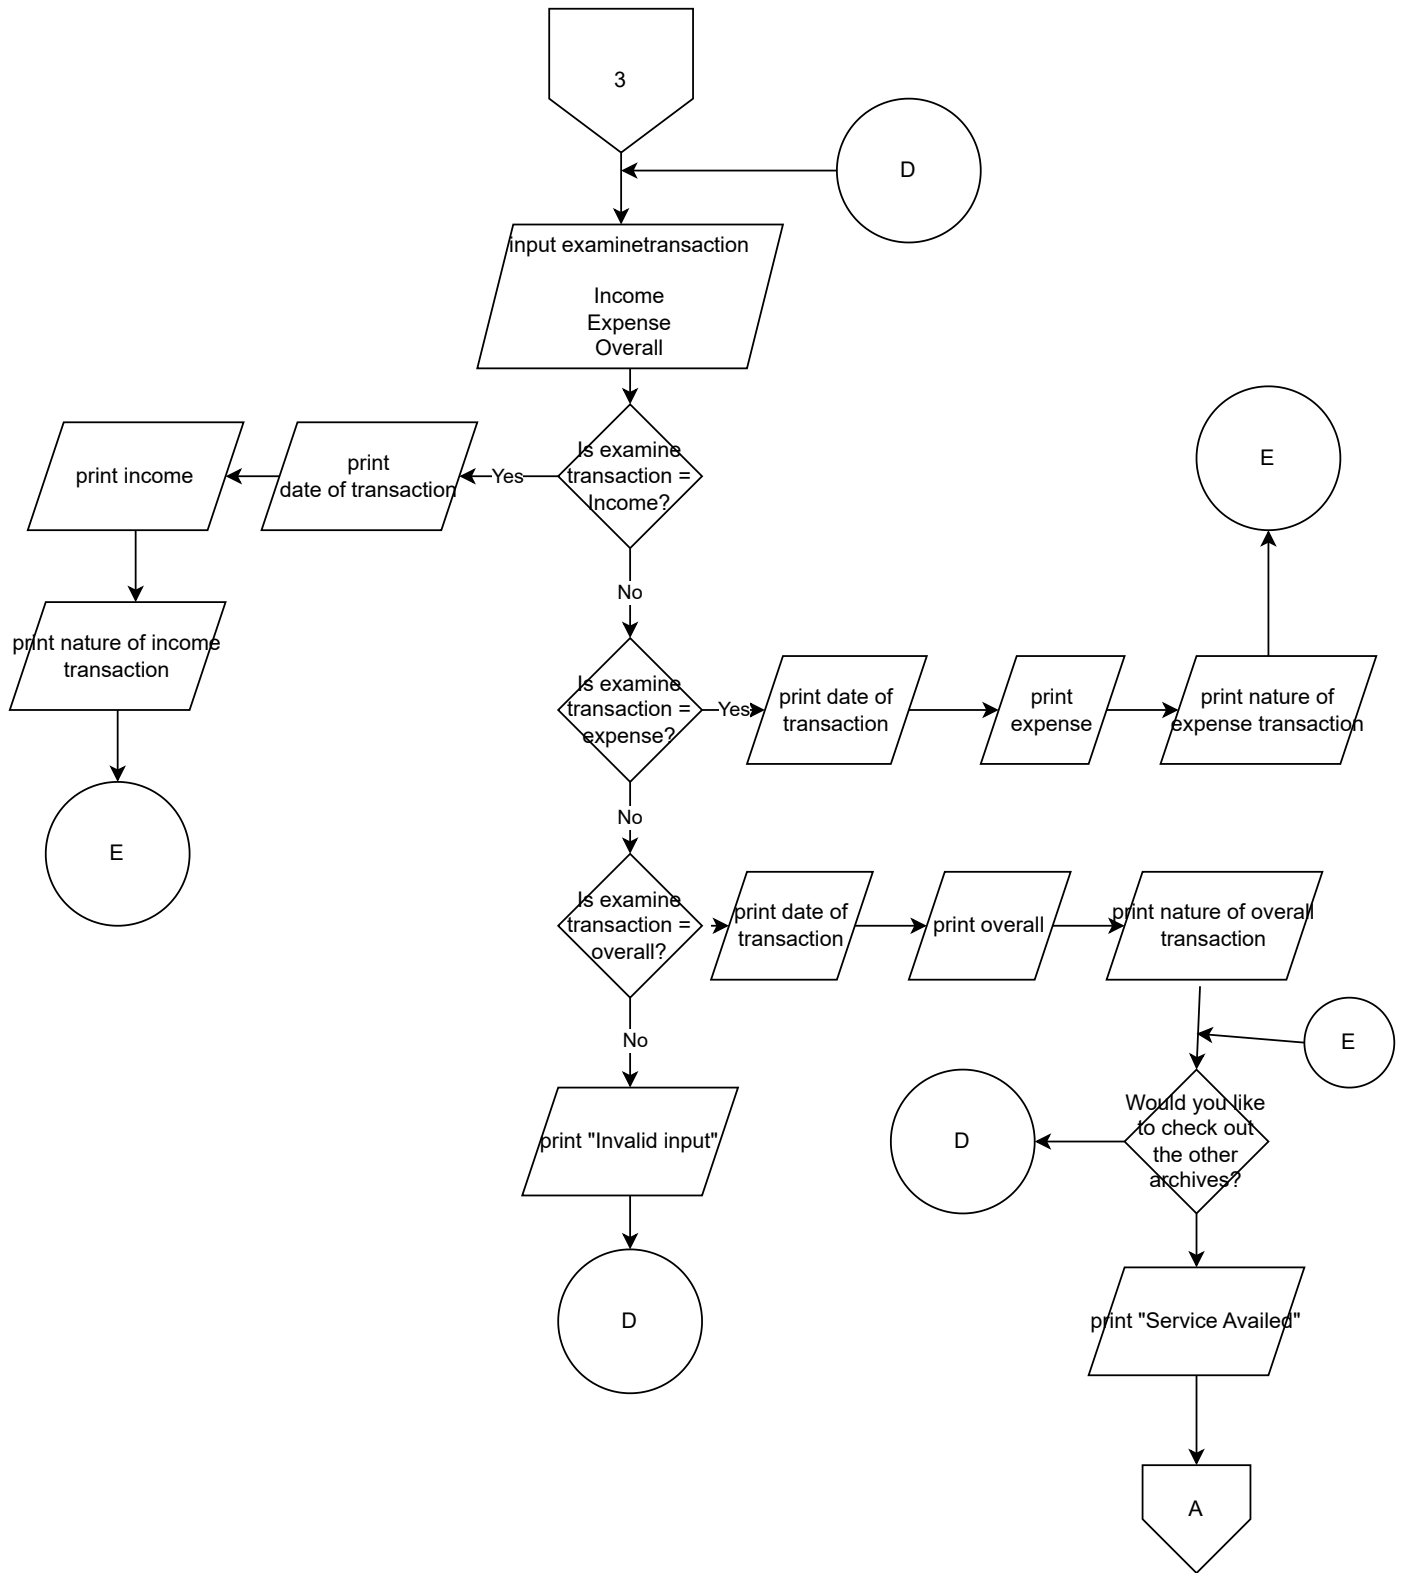 3
D
input examinetransaction
Income
Expense
Overall
Is examine
transaction =
Income?
Yes
print
date of transaction
print income
E
No
print nature of income
transaction
Is examine
transaction =
expense?
Yes
print date of
transaction
print
expense
print nature of
expense transaction
No
E
Is examine
transaction =
overall?
print date of
transaction
print overall
print nature of overall
transaction
No
E
print "Invalid input"
D
Would you like
to check out
the other
archives?
D
print "Service Availed"
A